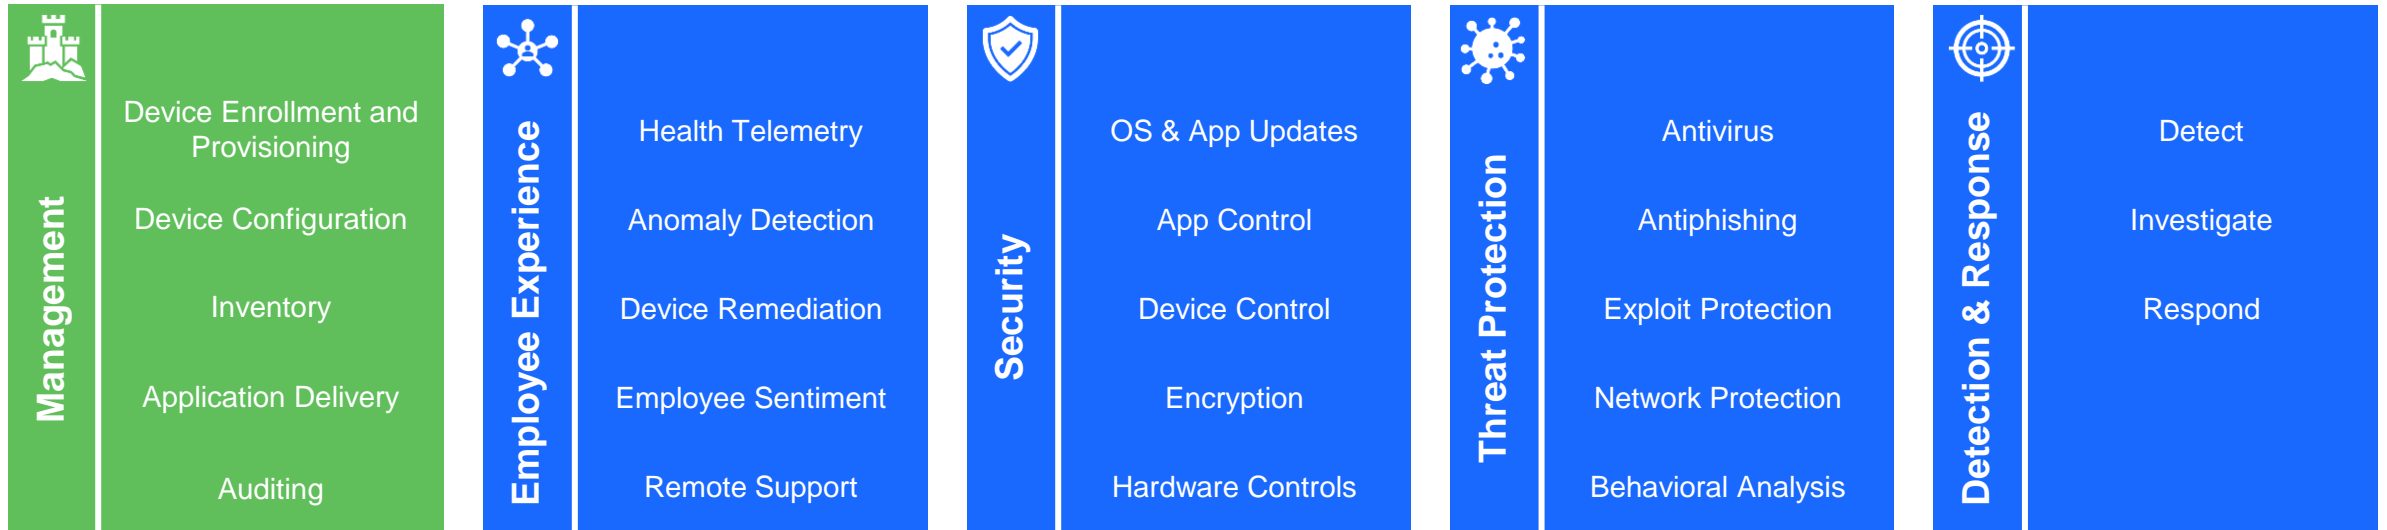 Management
Device Enrollment and
Provisioning
Device Configuration
Inventory
Application Delivery
Auditing
Employee Experience
Health Telemetry
Anomaly Detection
Device Remediation
Employee Sentiment
Remote Support
Security
OS & App Updates
App Control
Device Control
Encryption
Hardware Controls
Threat Protection
Antivirus
Antiphishing
Exploit Protection
Network Protection
Behavioral Analysis
Detection & Response
Detect
Investigate
Respond